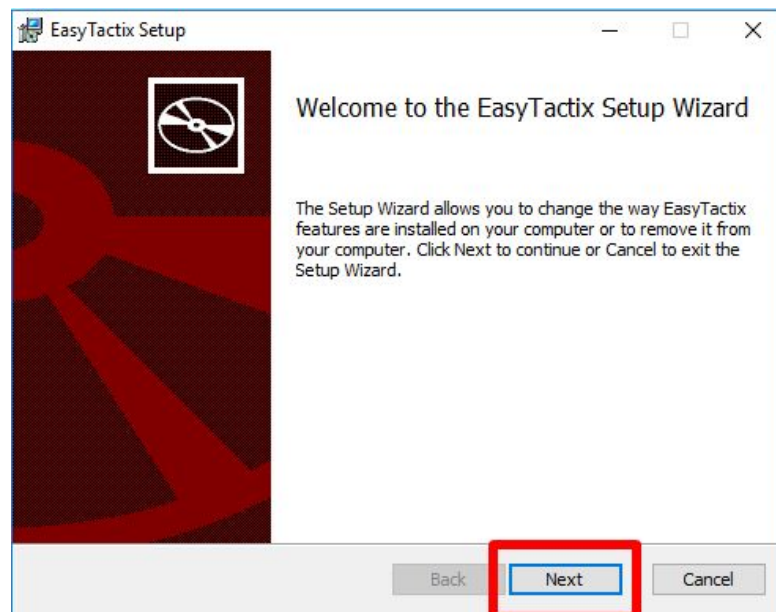 EasyTactix Setup
Welcome to the EasyTactix Setup Wizard
The Setup Wizard allows you to change the way EasyTactix
features are installed on your computer or to remove it from
your computer. Click Next to continue or Cancel to exit the
Setup Wizard.
Back Next Cancel